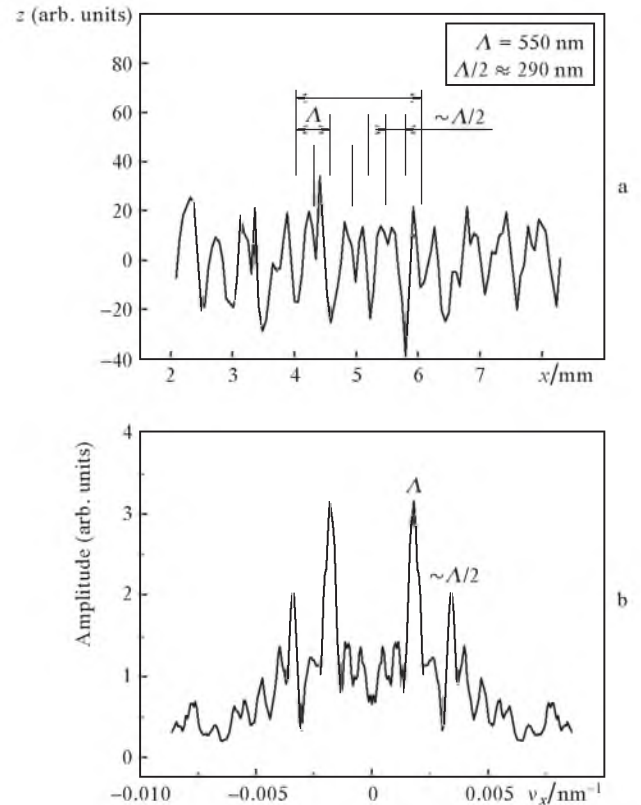 z (arb. units)
80
60
40
20
0
−20
−40
2 3 4 5 6 7 x/mm
Λ = 550 nm
Λ/2 ≈ 290 nm
Λ
~Λ/2
a
Amplitude (arb. units)
4
3
2
1
0
−0.010 −0.005 0 0.005 νx/nm−1
Λ
~Λ/2
b